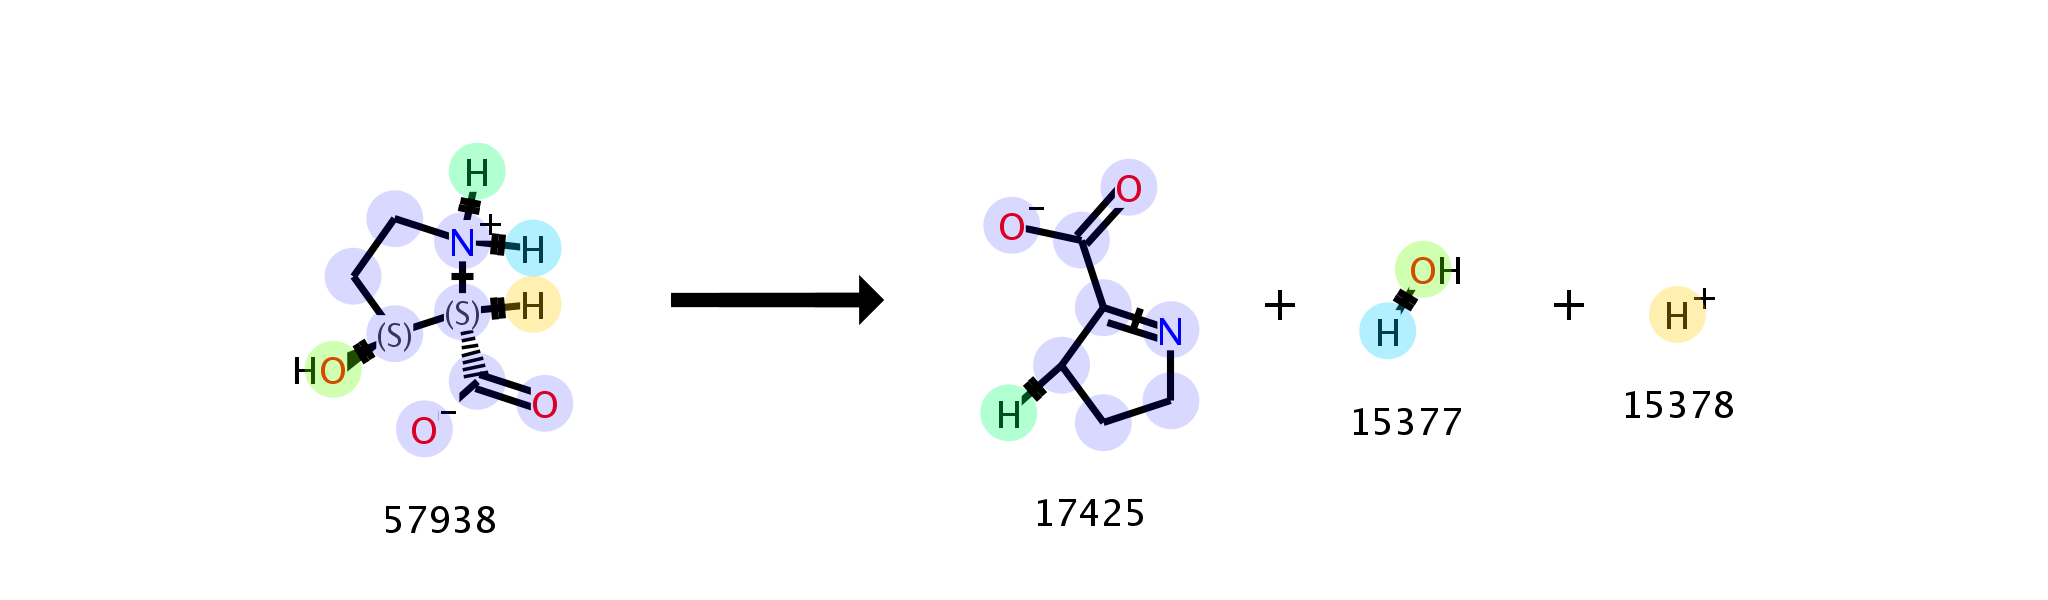 H
N+
H
H
(S)
(S)
HO
O-
O
57938
O
O-
N
H
17425
+
OH
H
15377
+
H+
15378